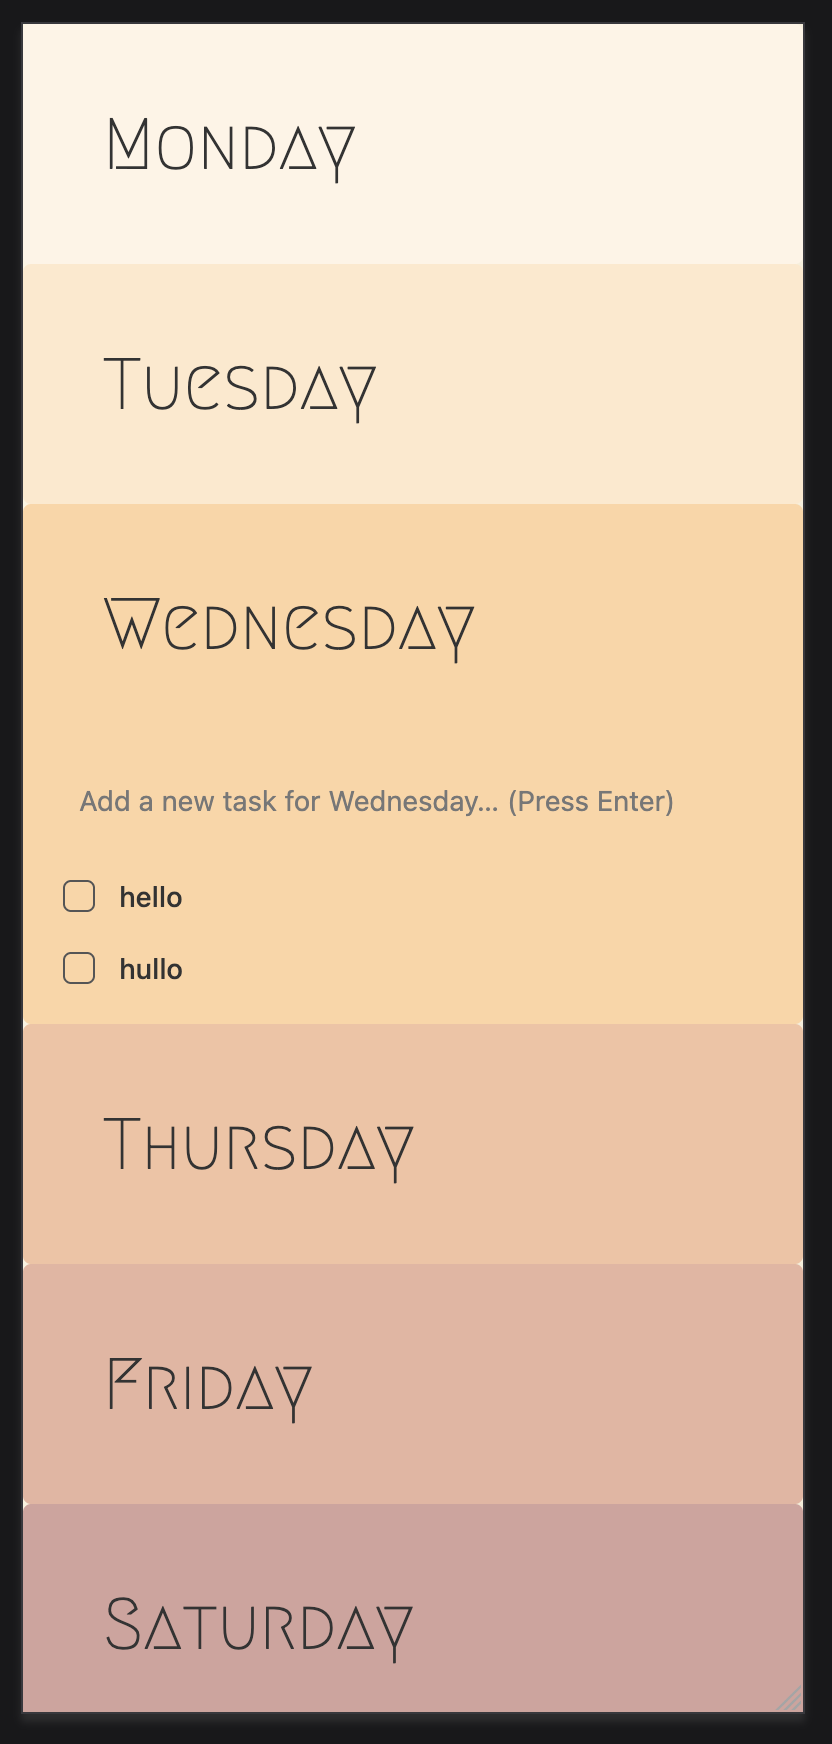 Monday
Tuesday
Wednesday
Add a new task for Wednesday... (Press Enter)
hello
hullo
Thursday
Friday
Saturday